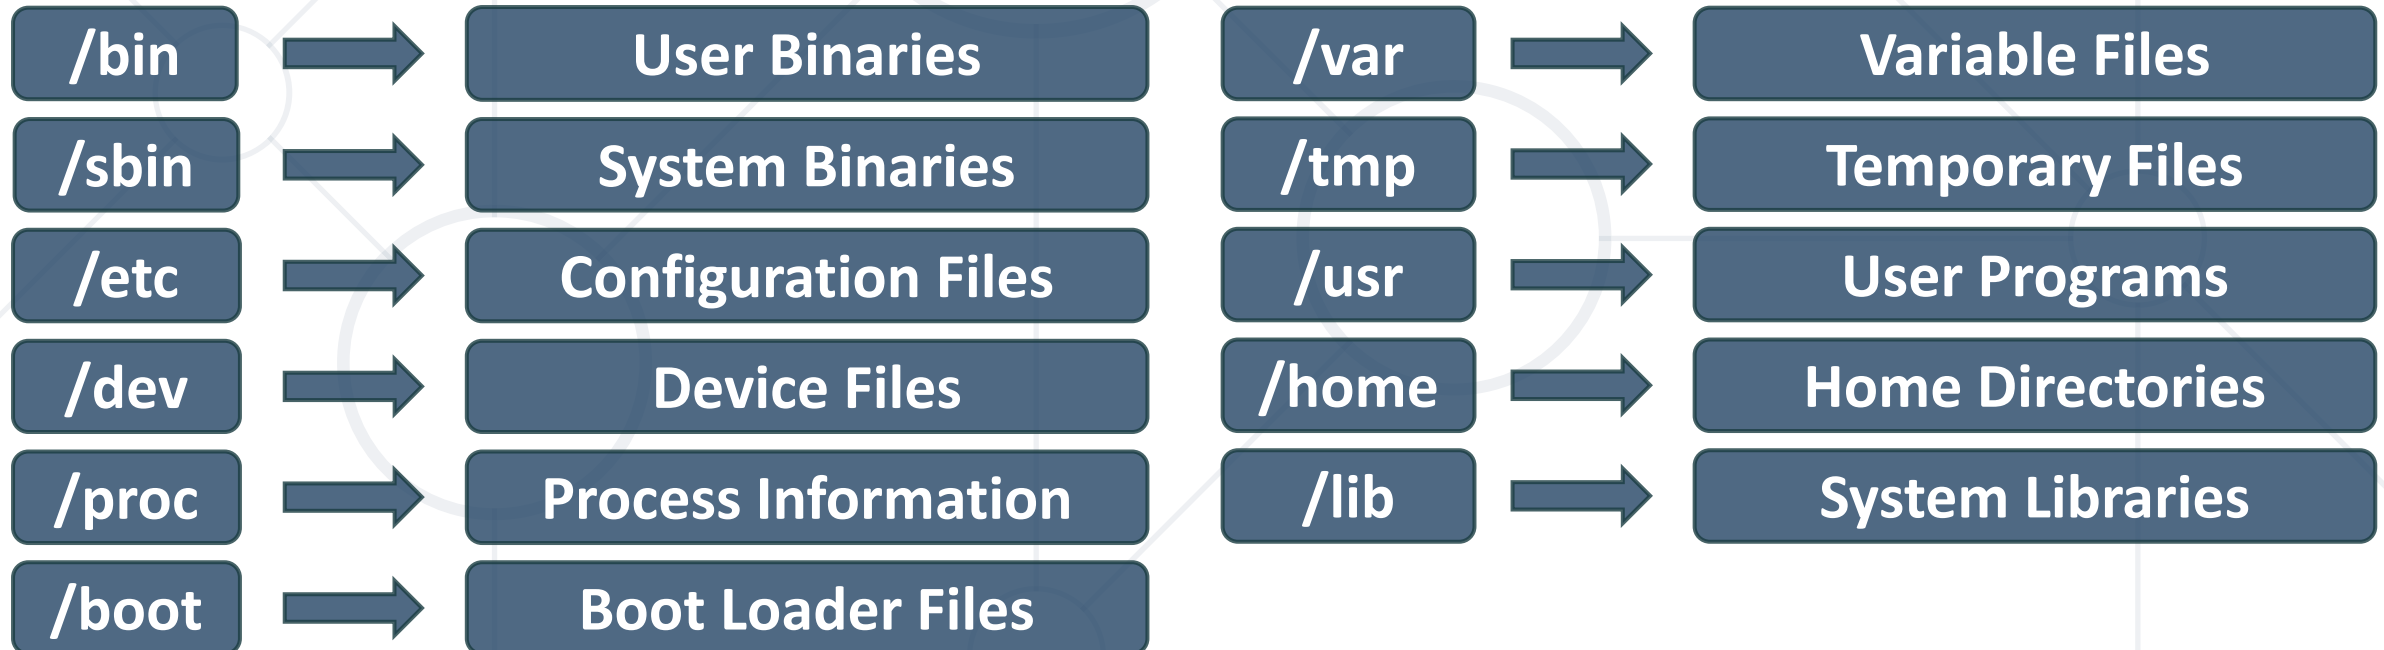 /bin User Binaries
/sbin System Binaries
/etc Configuration Files
/dev Device Files
/proc Process Information
/boot Boot Loader Files
/var Variable Files
/tmp Temporary Files
/usr User Programs
/home Home Directories
/lib System Libraries